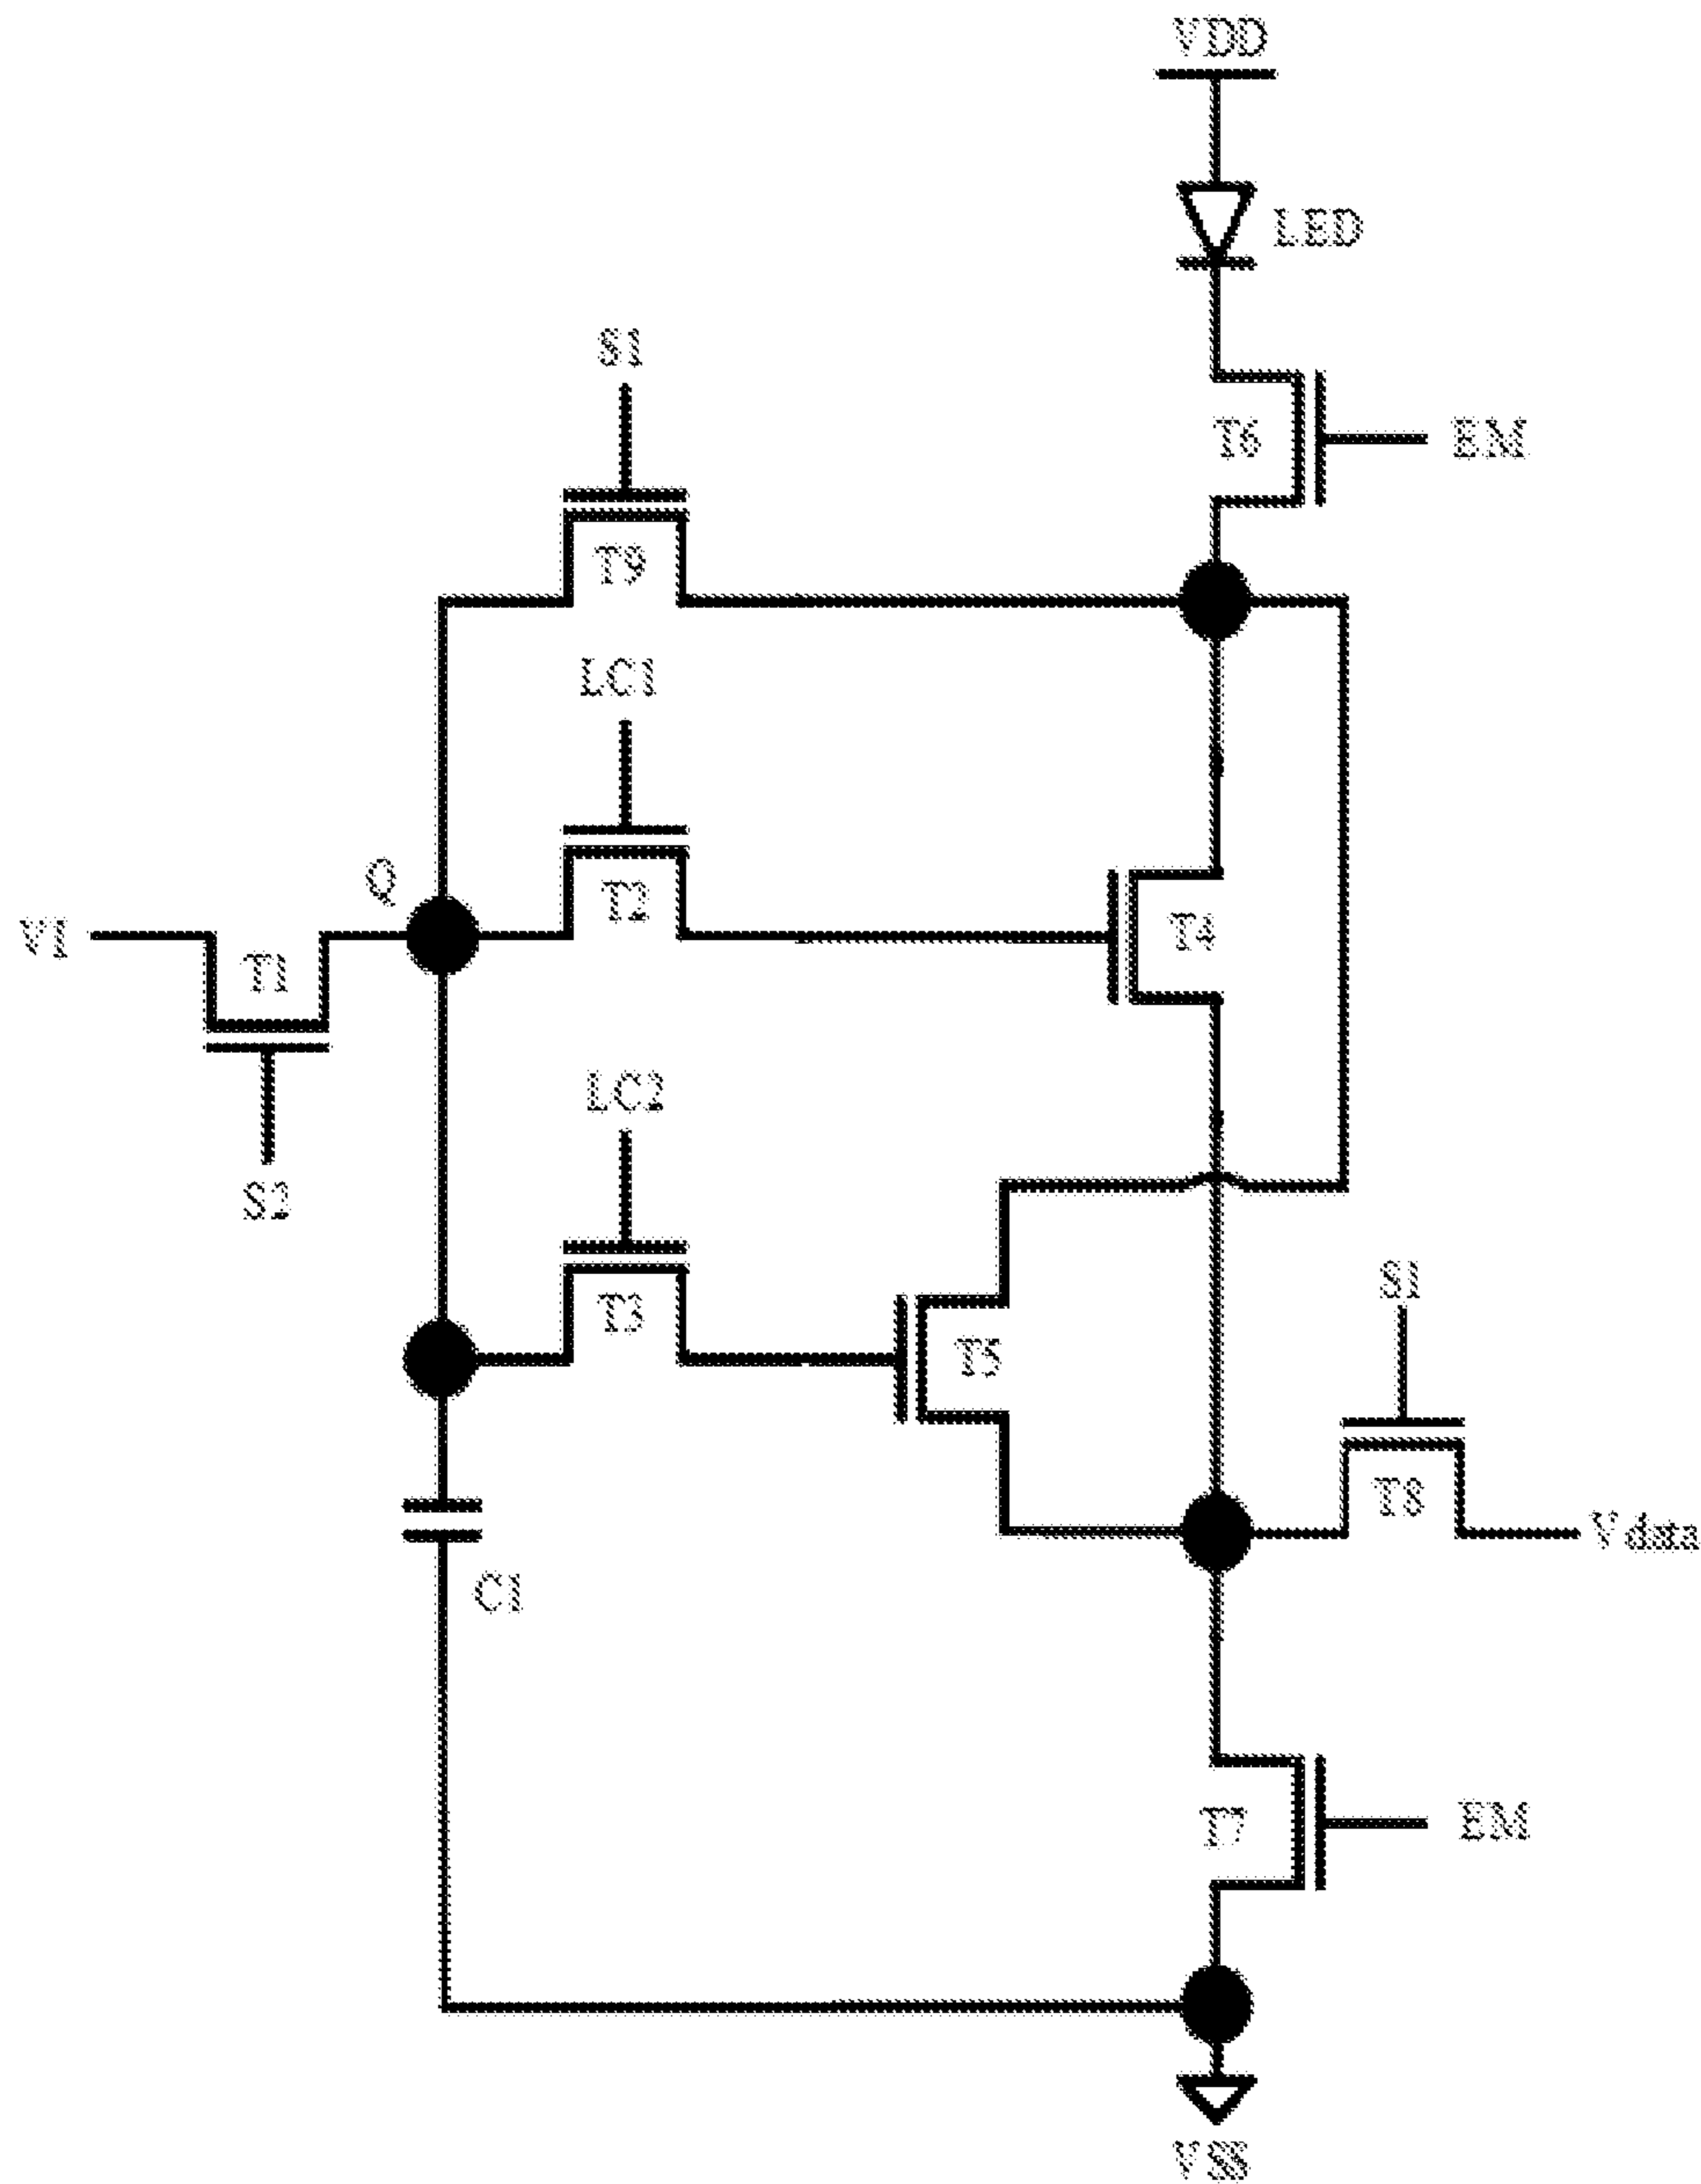 VDD
LED
S1
T6
EM
T9
LC1
Q
T2
VI
T1
T4
LC2
S2
S1
T3
T5
T8
Vdata
C1
T7
EM
VSS